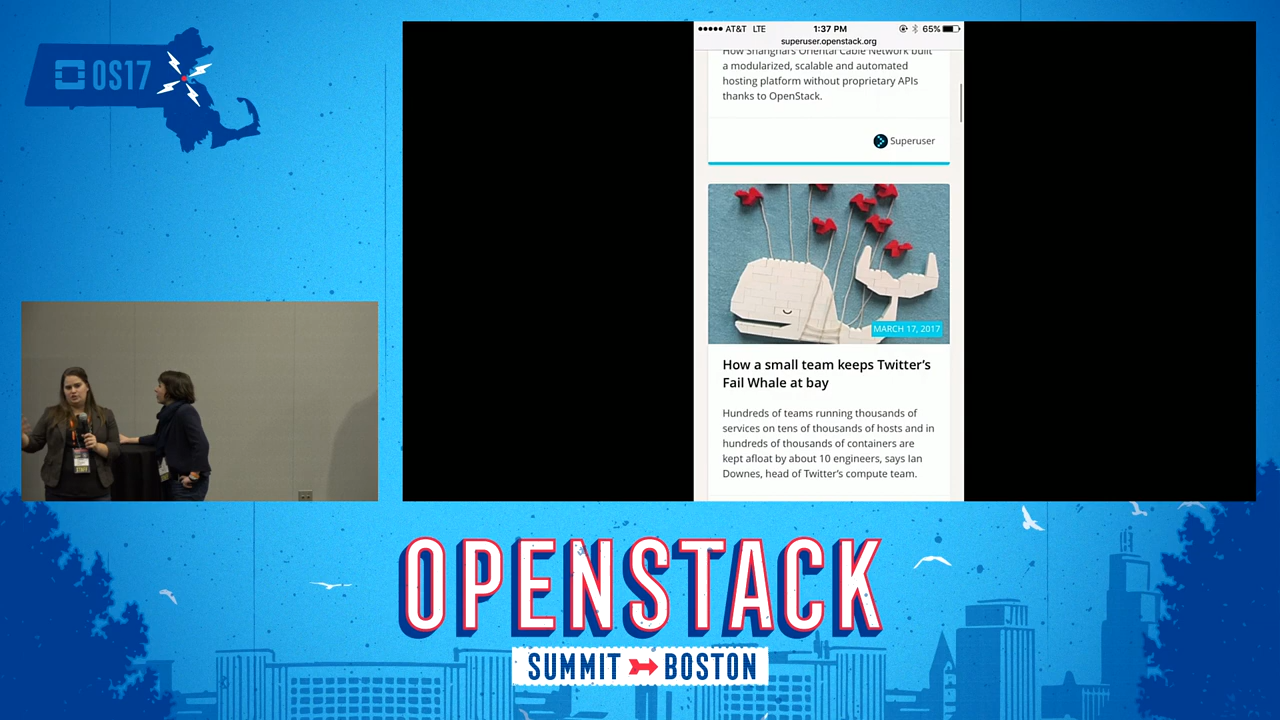 OS17
AT&T LTE 1:37 PM 65%
superuser.openstack.org
How Shanghai's Oriental Cable Network built
a modularized, scalable and automated
hosting platform without proprietary APIs
thanks to OpenStack.
Superuser
MARCH 17, 2017
How a small team keeps Twitter's
Fail Whale at bay
Hundreds of teams running thousands of
services on tens of thousands of hosts and in
hundreds of thousands of containers are
kept afloat by about 10 engineers, says Ian
Downes, head of Twitter's compute team.
STAFF
OPENSTACK
SUMMIT BOSTON